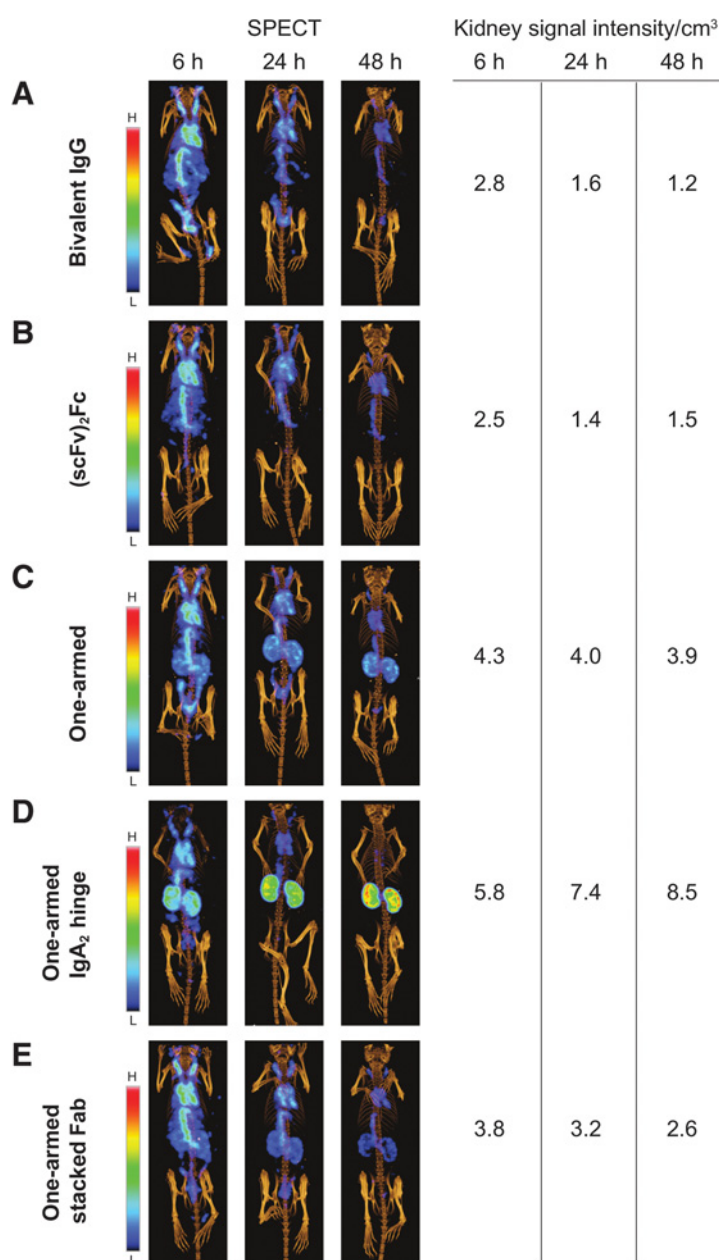 SPECT Kidney signal intensity/cm³
6 h 24 h 48 h 6 h 24 h 48 h
A
H
Bivalent IgG
2.8 1.6 1.2
L
B
H
(scFv)₂Fc
2.5 1.4 1.5
L
C
H
One-armed
4.3 4.0 3.9
L
D
H
One-armed
IgA₂ hinge
5.8 7.4 8.5
L
E
H
One-armed
stacked Fab
3.8 3.2 2.6
L